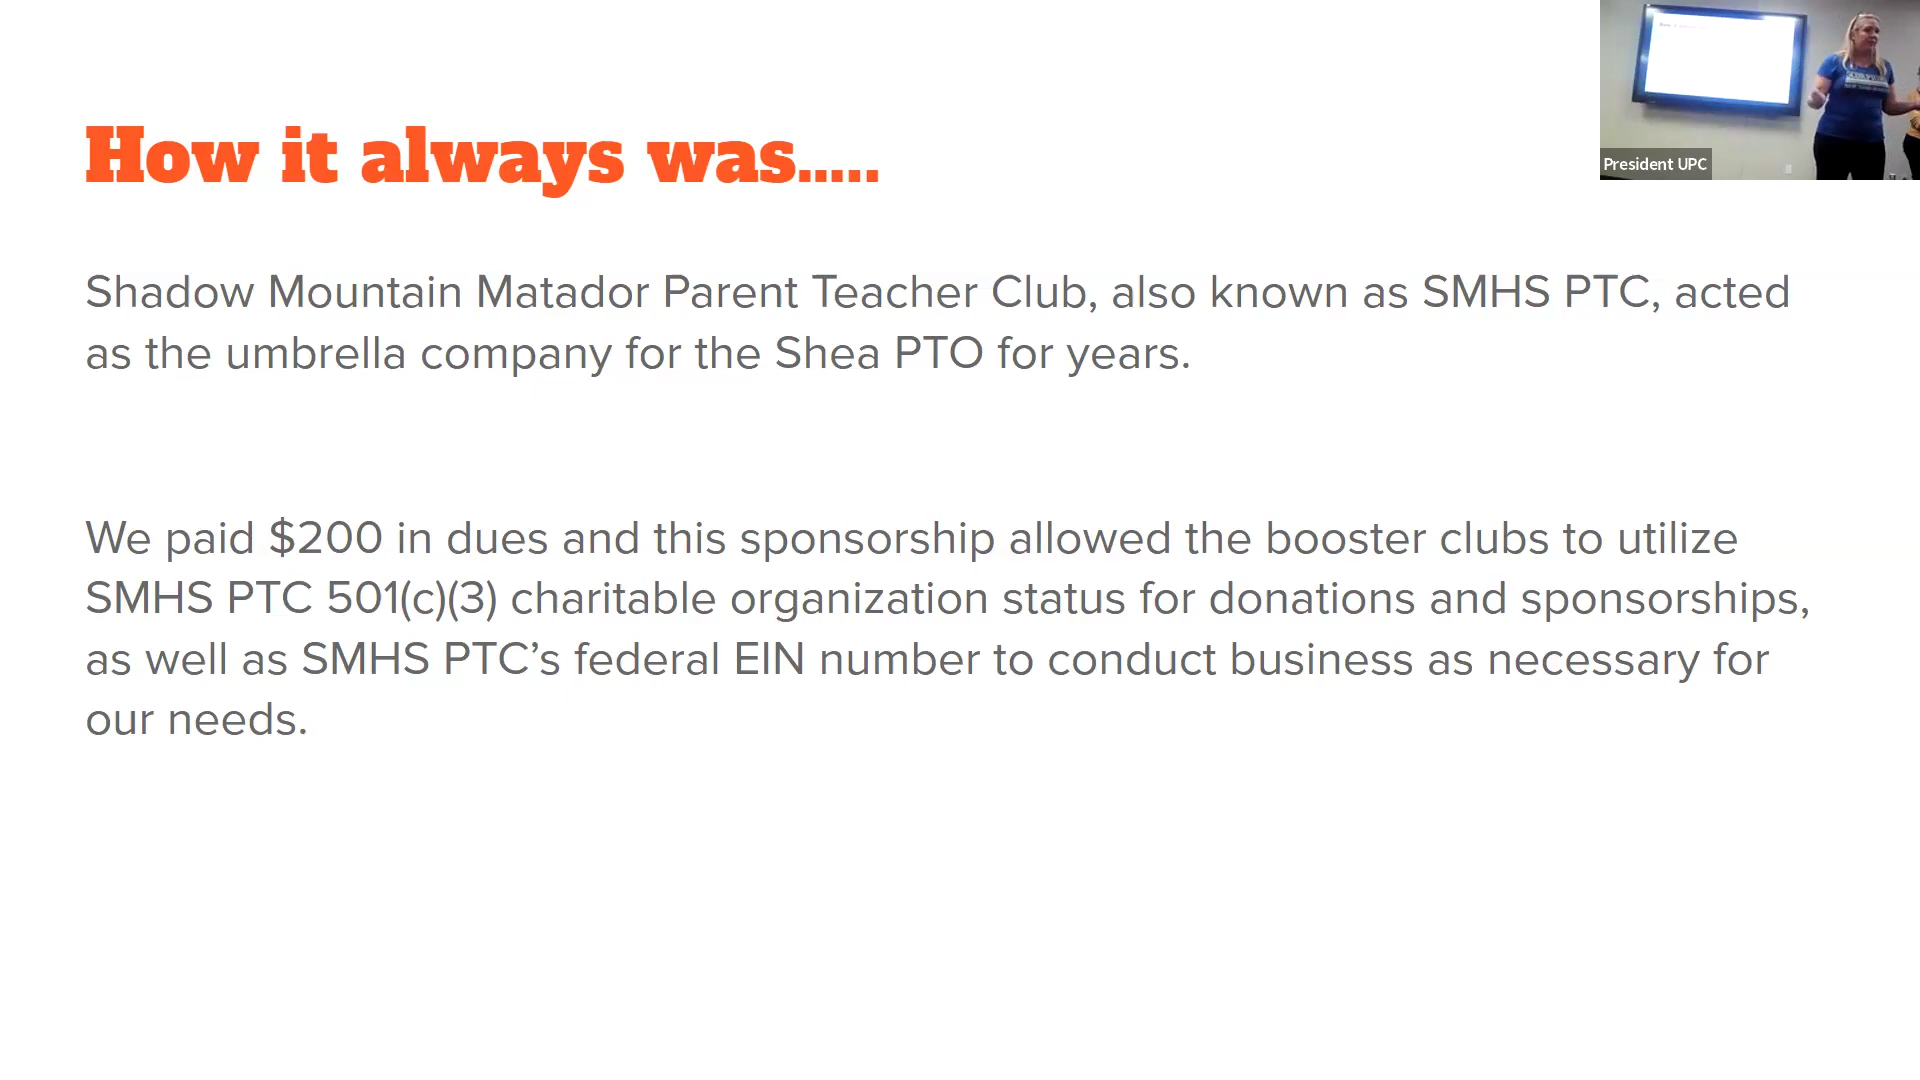 How it always was.....
Shadow Mountain Matador Parent Teacher Club, also known as SMHS PTC, acted
as the umbrella company for the Shea PTO for years.
We paid $200 in dues and this sponsorship allowed the booster clubs to utilize
SMHS PTC 501(c)(3) charitable organization status for donations and sponsorships,
as well as SMHS PTC’s federal EIN number to conduct business as necessary for
our needs.
President UPC